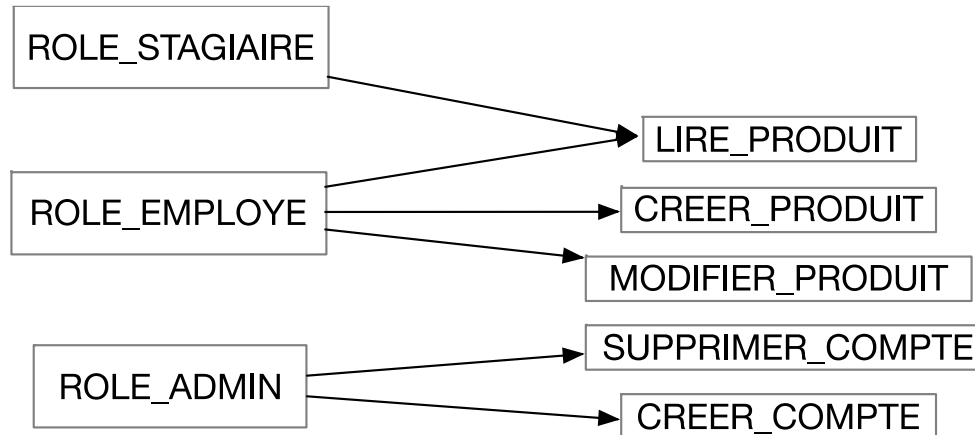 ROLE_STAGIAIRE
LIRE_PRODUIT
ROLE_EMPLOYE
CREER_PRODUIT
MODIFIER_PRODUIT
SUPPRIMER_COMPTE
ROLE_ADMIN
CREER_COMPTE